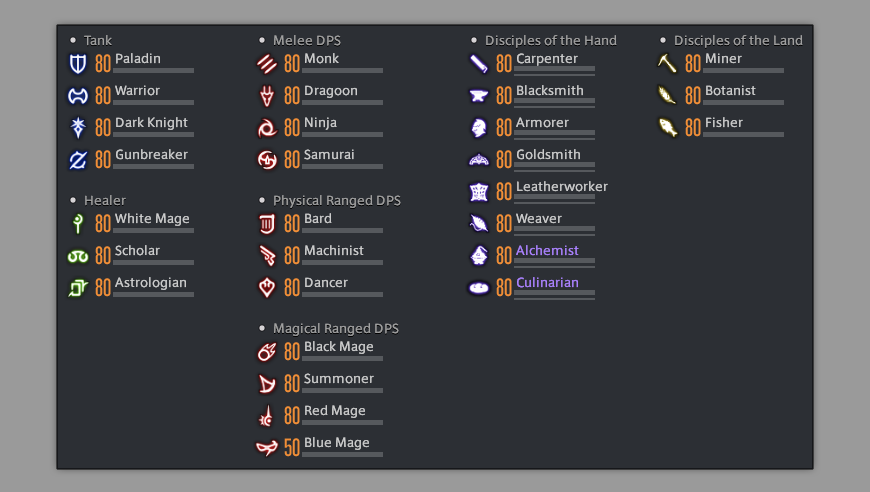 Tank
80 Paladin
80 Warrior
80 Dark Knight
80 Gunbreaker
Healer
80 White Mage
80 Scholar
80 Astrologian
Melee DPS
80 Monk
80 Dragoon
80 Ninja
80 Samurai
Physical Ranged DPS
80 Bard
80 Machinist
80 Dancer
Magical Ranged DPS
80 Black Mage
80 Summoner
80 Red Mage
50 Blue Mage
Disciples of the Hand
80 Carpenter
80 Blacksmith
80 Armorer
80 Goldsmith
80 Leatherworker
80 Weaver
80 Alchemist
80 Culinarian
Disciples of the Land
80 Miner
80 Botanist
80 Fisher